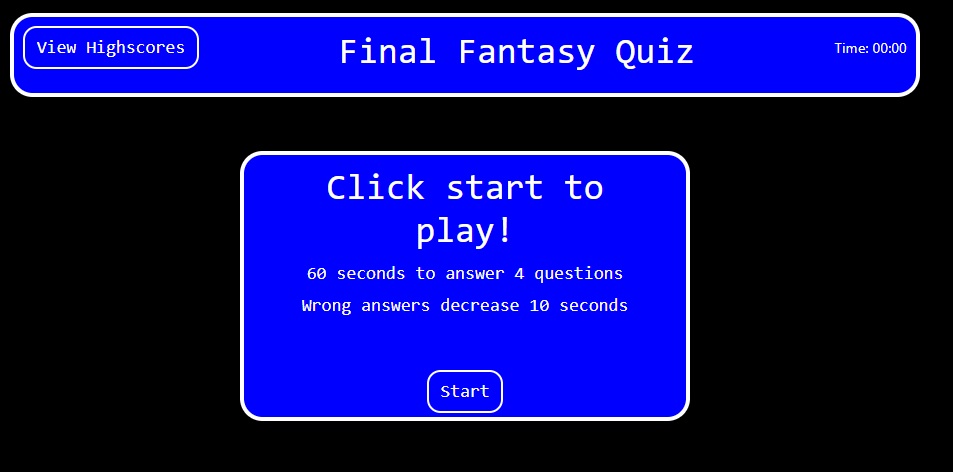 View Highscores
Final Fantasy Quiz
Time: 00:00
Click start to
play!
60 seconds to answer 4 questions
Wrong answers decrease 10 seconds
Start